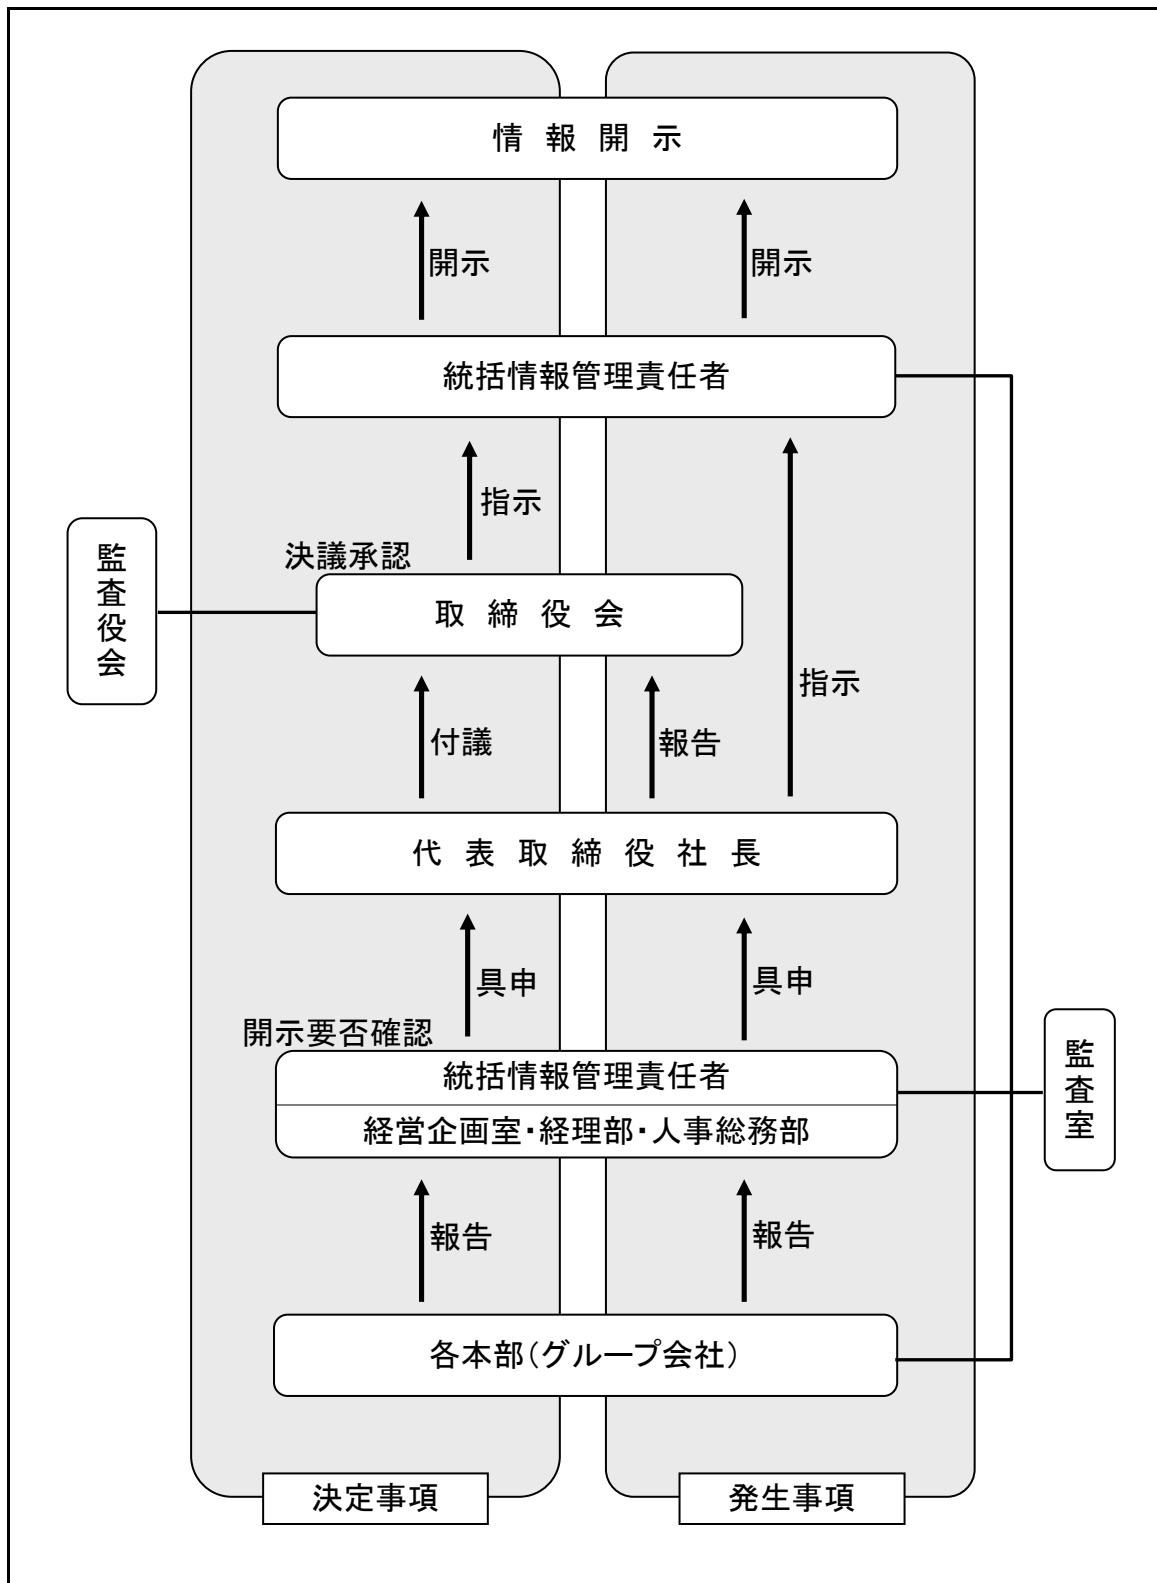 情報開示
開示
開示
統括情報管理責任者
指示
決議承認
監査役会
取締役会
指示
付議
報告
代表取締役社長
具申
具申
開示要否確認
統括情報管理責任者
経営企画室・経理部・人事総務部
監査室
報告
報告
各本部（グループ会社）
決定事項
発生事項